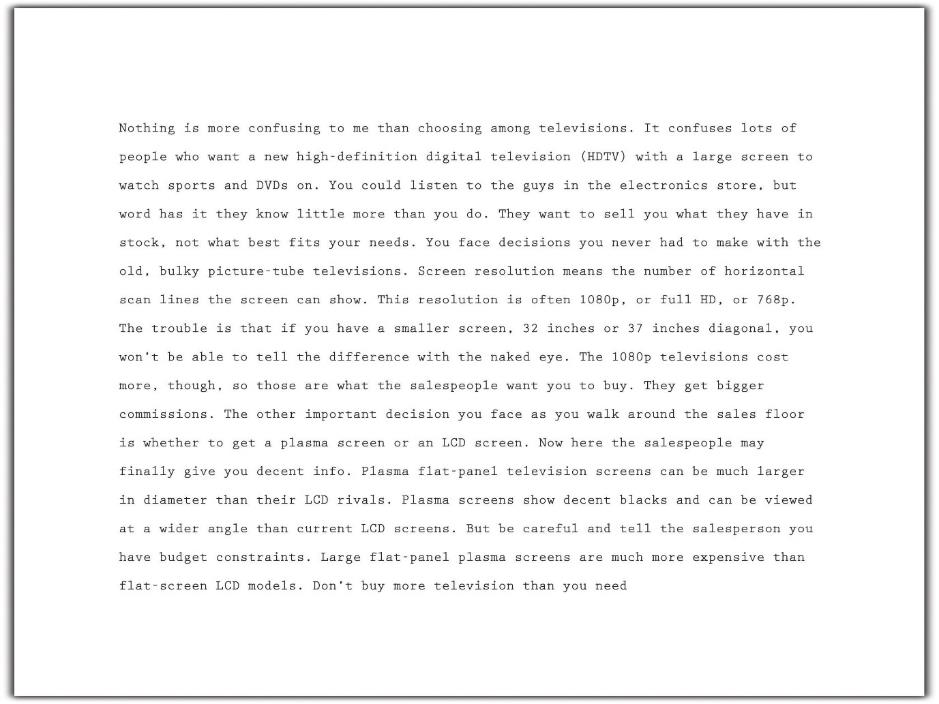 Nothing is more confusing to me than choosing among televisions. It confuses lots of
people who want a new high-definition digital television (HDTV) with a large screen to
watch sports and DVDs on. You could listen to the guys in the electronics store, but
word has it they know little more than you do. They want to sell you what they have in
stock, not what best fits your needs. You face decisions you never had to make with the
old, bulky picture-tube televisions. Screen resolution means the number of horizontal
scan lines the screen can show. This resolution is often 1080p, or full HD, or 768p.
The trouble is that if you have a smaller screen, 32 inches or 37 inches diagonal, you
won't be able to tell the difference with the naked eye. The 1080p televisions cost
more, though, so those are what the salespeople want you to buy. They get bigger
commissions. The other important decision you face as you walk around the sales floor
is whether to get a plasma screen or an LCD screen. Now here the salespeople may
finally give you decent info. Plasma flat-panel television screens can be much larger
in diameter than their LCD rivals. Plasma screens show decent blacks and can be viewed
at a wider angle than current LCD screens. But be careful and tell the salesperson you
have budget constraints. Large flat-panel plasma screens are much more expensive than
flat-screen LCD models. Don't buy more television than you need